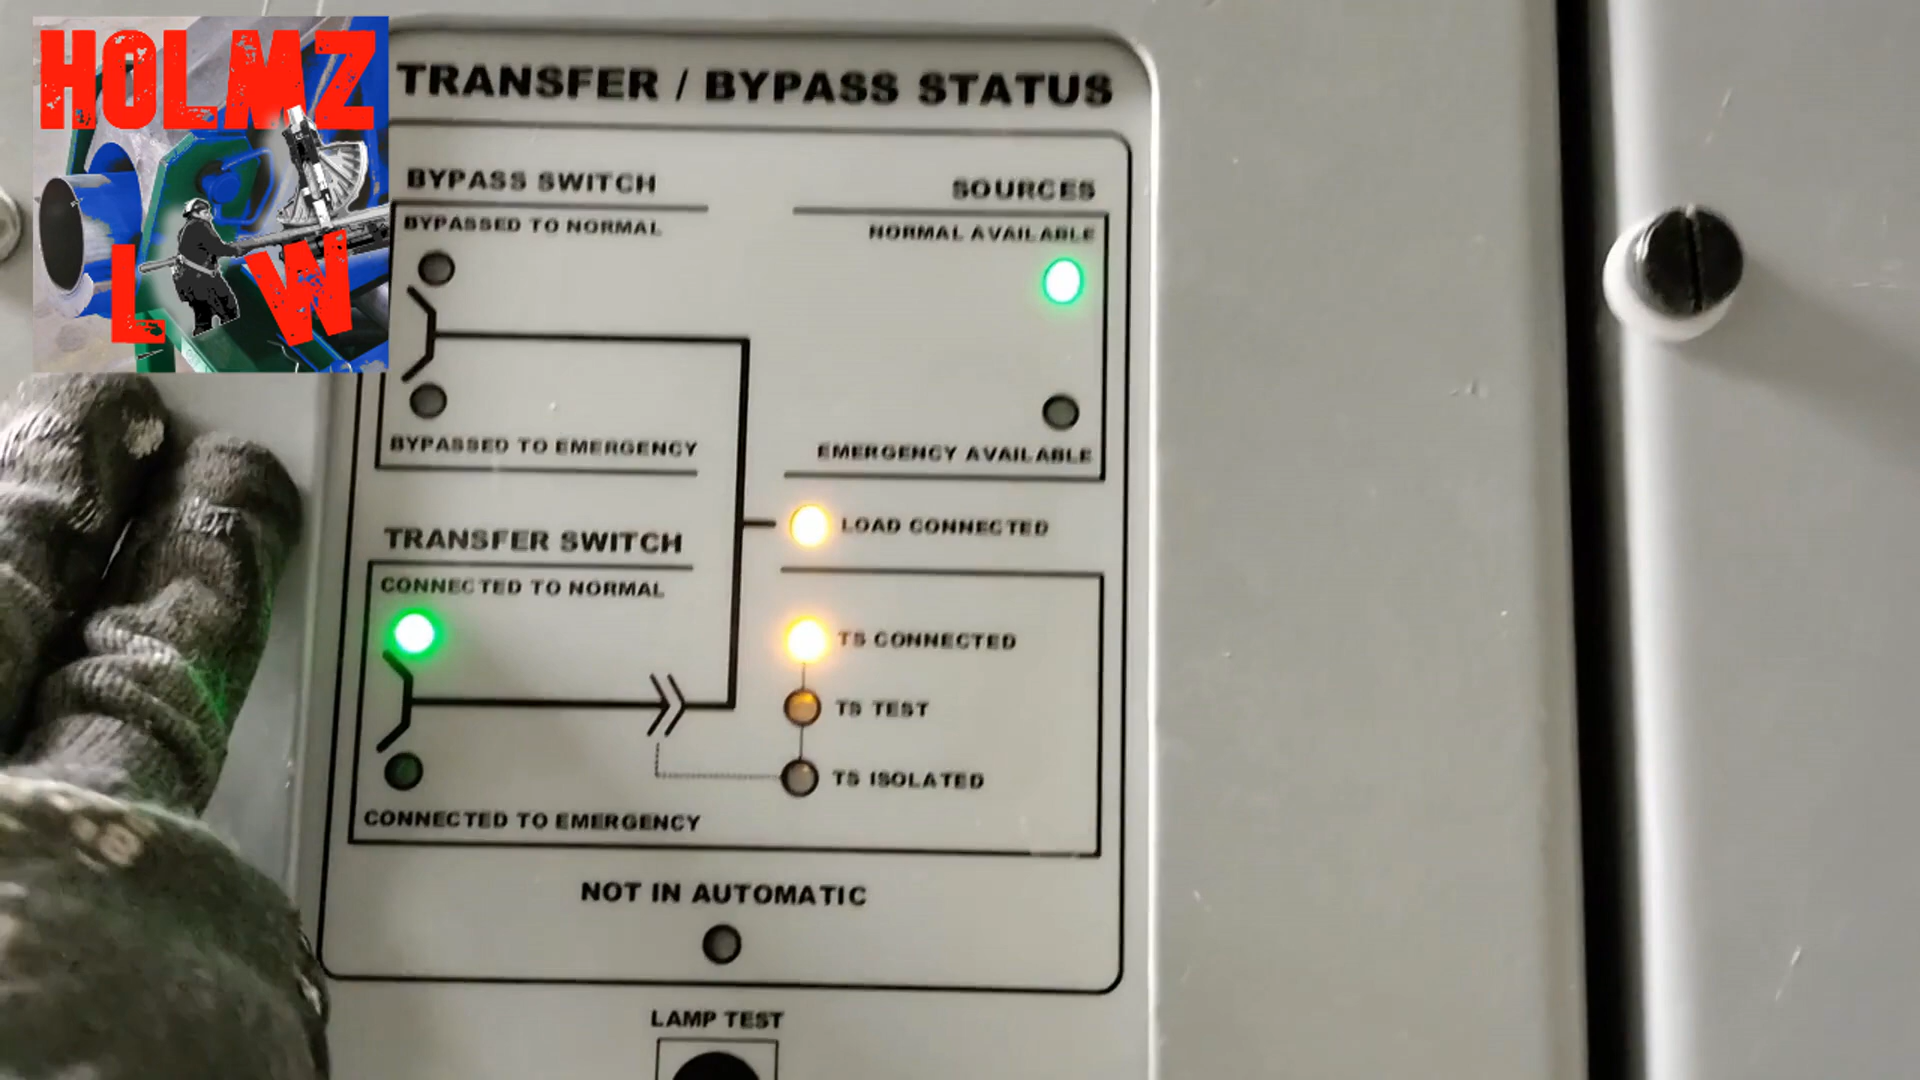 HOLMZ
L W
TRANSFER / BYPASS STATUS
BYPASS SWITCH
BYPASSED TO NORMAL
BYPASSED TO EMERGENCY
SOURCES
NORMAL AVAILABLE
EMERGENCY AVAILABLE
LOAD CONNECTED
TRANSFER SWITCH
CONNECTED TO NORMAL
CONNECTED TO EMERGENCY
TS CONNECTED
TS TEST
TS ISOLATED
NOT IN AUTOMATIC
LAMP TEST